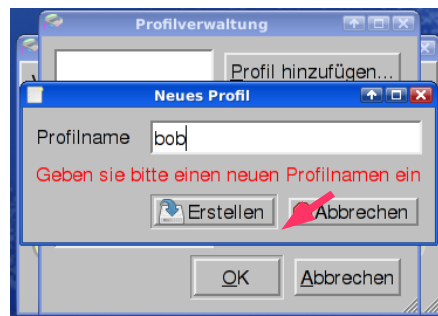 Profilverwaltung
Profil hinzufügen...
Neues Profil
Profilname bob
Geben sie bitte einen neuen Profilnamen ein
Erstellen Abbrechen
OK Abbrechen